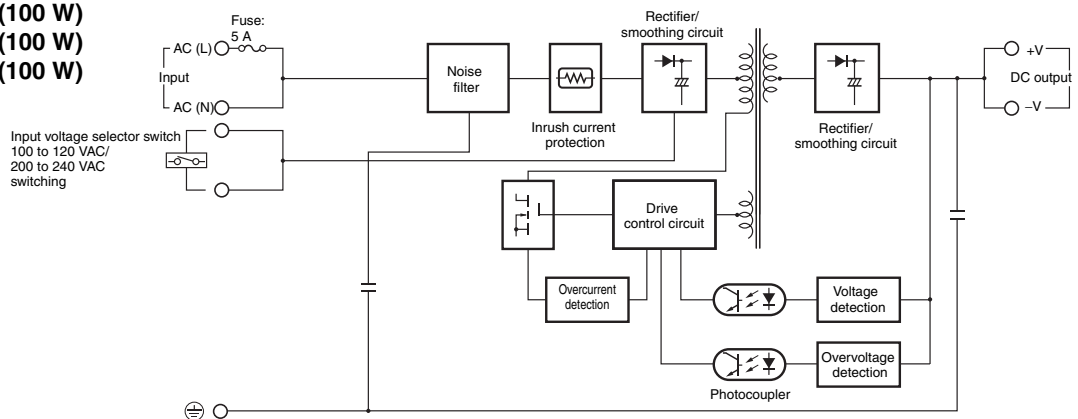 (100 W)
(100 W)
(100 W)
Fuse:
5 A
AC (L)
Input
AC (N)
Input voltage selector switch
100 to 120 VAC/
200 to 240 VAC
switching
Noise
filter
Inrush current
protection
Rectifier/
smoothing circuit
Rectifier/
smoothing circuit
+V
DC output
−V
Drive
control circuit
Overcurrent
detection
Voltage
detection
Overvoltage
detection
Photocoupler